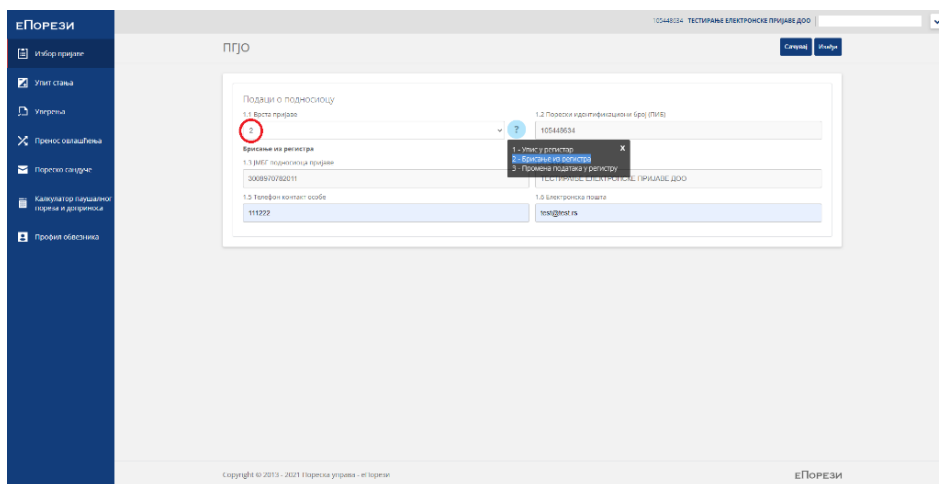 еПорези
105448634 ТЕСТИРАЊЕ ЕЛЕКТРОНСКЕ ПРИЈАВЕ ДОО
Избор пријаве
Упит стања
Уверења
Пренос овлашћења
Пореско сандуче
Калкулатор паушалног
пореза и доприноса
Профил обвезника
ПГЈО
Сачувај Изађи
Подаци о подносиоцу
1.1 Врста пријаве
2
?
1.2 Порески идентификациони број (ПИБ)
105448634
Брисање из регистра
1 - Упис у регистар X
2 - Брисање из регистра
3 - Промена података у регистру
1.3 ЈМБГ подносиоца пријаве
3008970782011
ТЕСТИРАЊЕ ЕЛЕКТРОНСКЕ ПРИЈАВЕ ДОО
1.5 Телефон контакт особе
111222
1.6 Електронска пошта
test@test.rs
Copyright © 2013 - 2021 Пореска управа - еПорези
еПОРЕЗИ